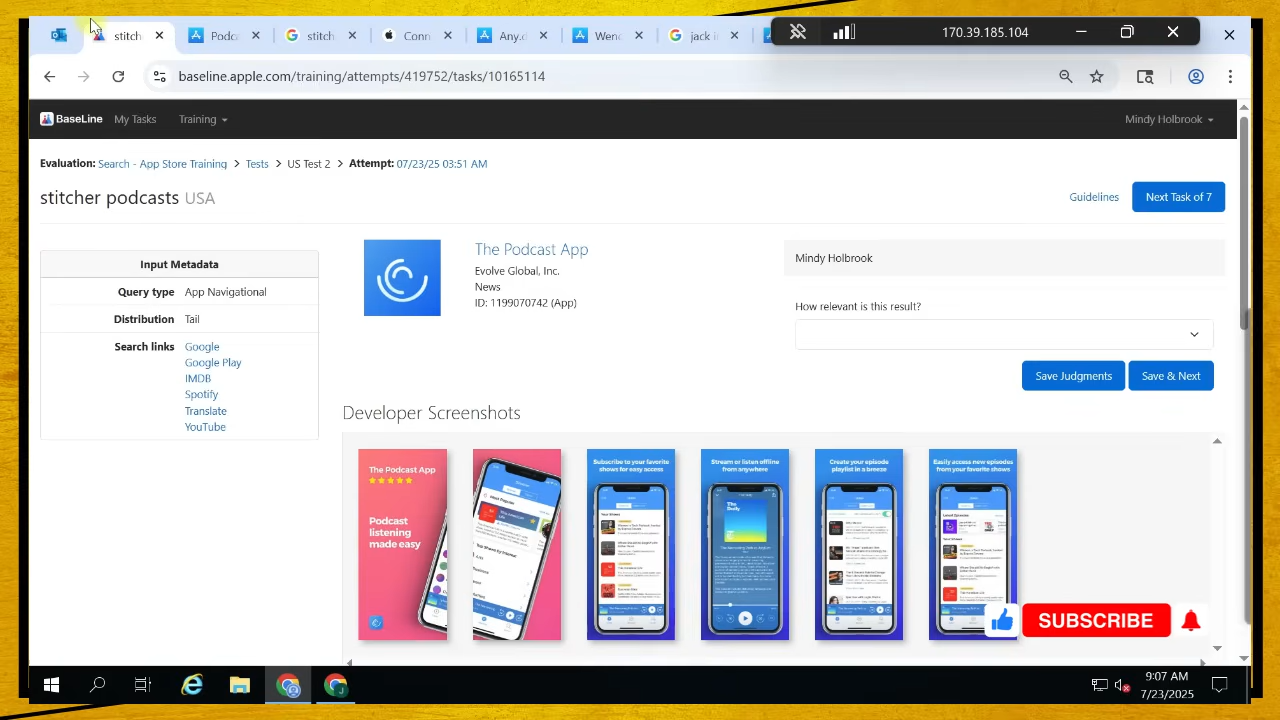 stitch
Podca
stitch
Conn
Any.d
Wend
jack i
170.39.185.104
baseline.apple.com/training/attempts/419752/tasks/10165114
BaseLine
My Tasks
Training
Mindy Holbrook
Evaluation: Search - App Store Training > Tests > US Test 2 > Attempt: 07/23/25 03:51 AM
stitcher podcasts USA
Guidelines
Next Task of 7
Input Metadata
Query type App Navigational
Distribution Tail
Search links Google
Google Play
IMDB
Spotify
Translate
YouTube
The Podcast App
Evolve Global, Inc.
News
ID: 1199070742 (App)
Mindy Holbrook
How relevant is this result?
Save Judgments
Save & Next
Developer Screenshots
The Podcast App
Podcast
listening
made easy
Subscribe to your favorite
shows for easy access
Stream or listen offline
from anywhere
Create your episode
playlist in a breeze
Easily access new episodes
from your favorite shows
SUBSCRIBE
9:07 AM
7/23/2025